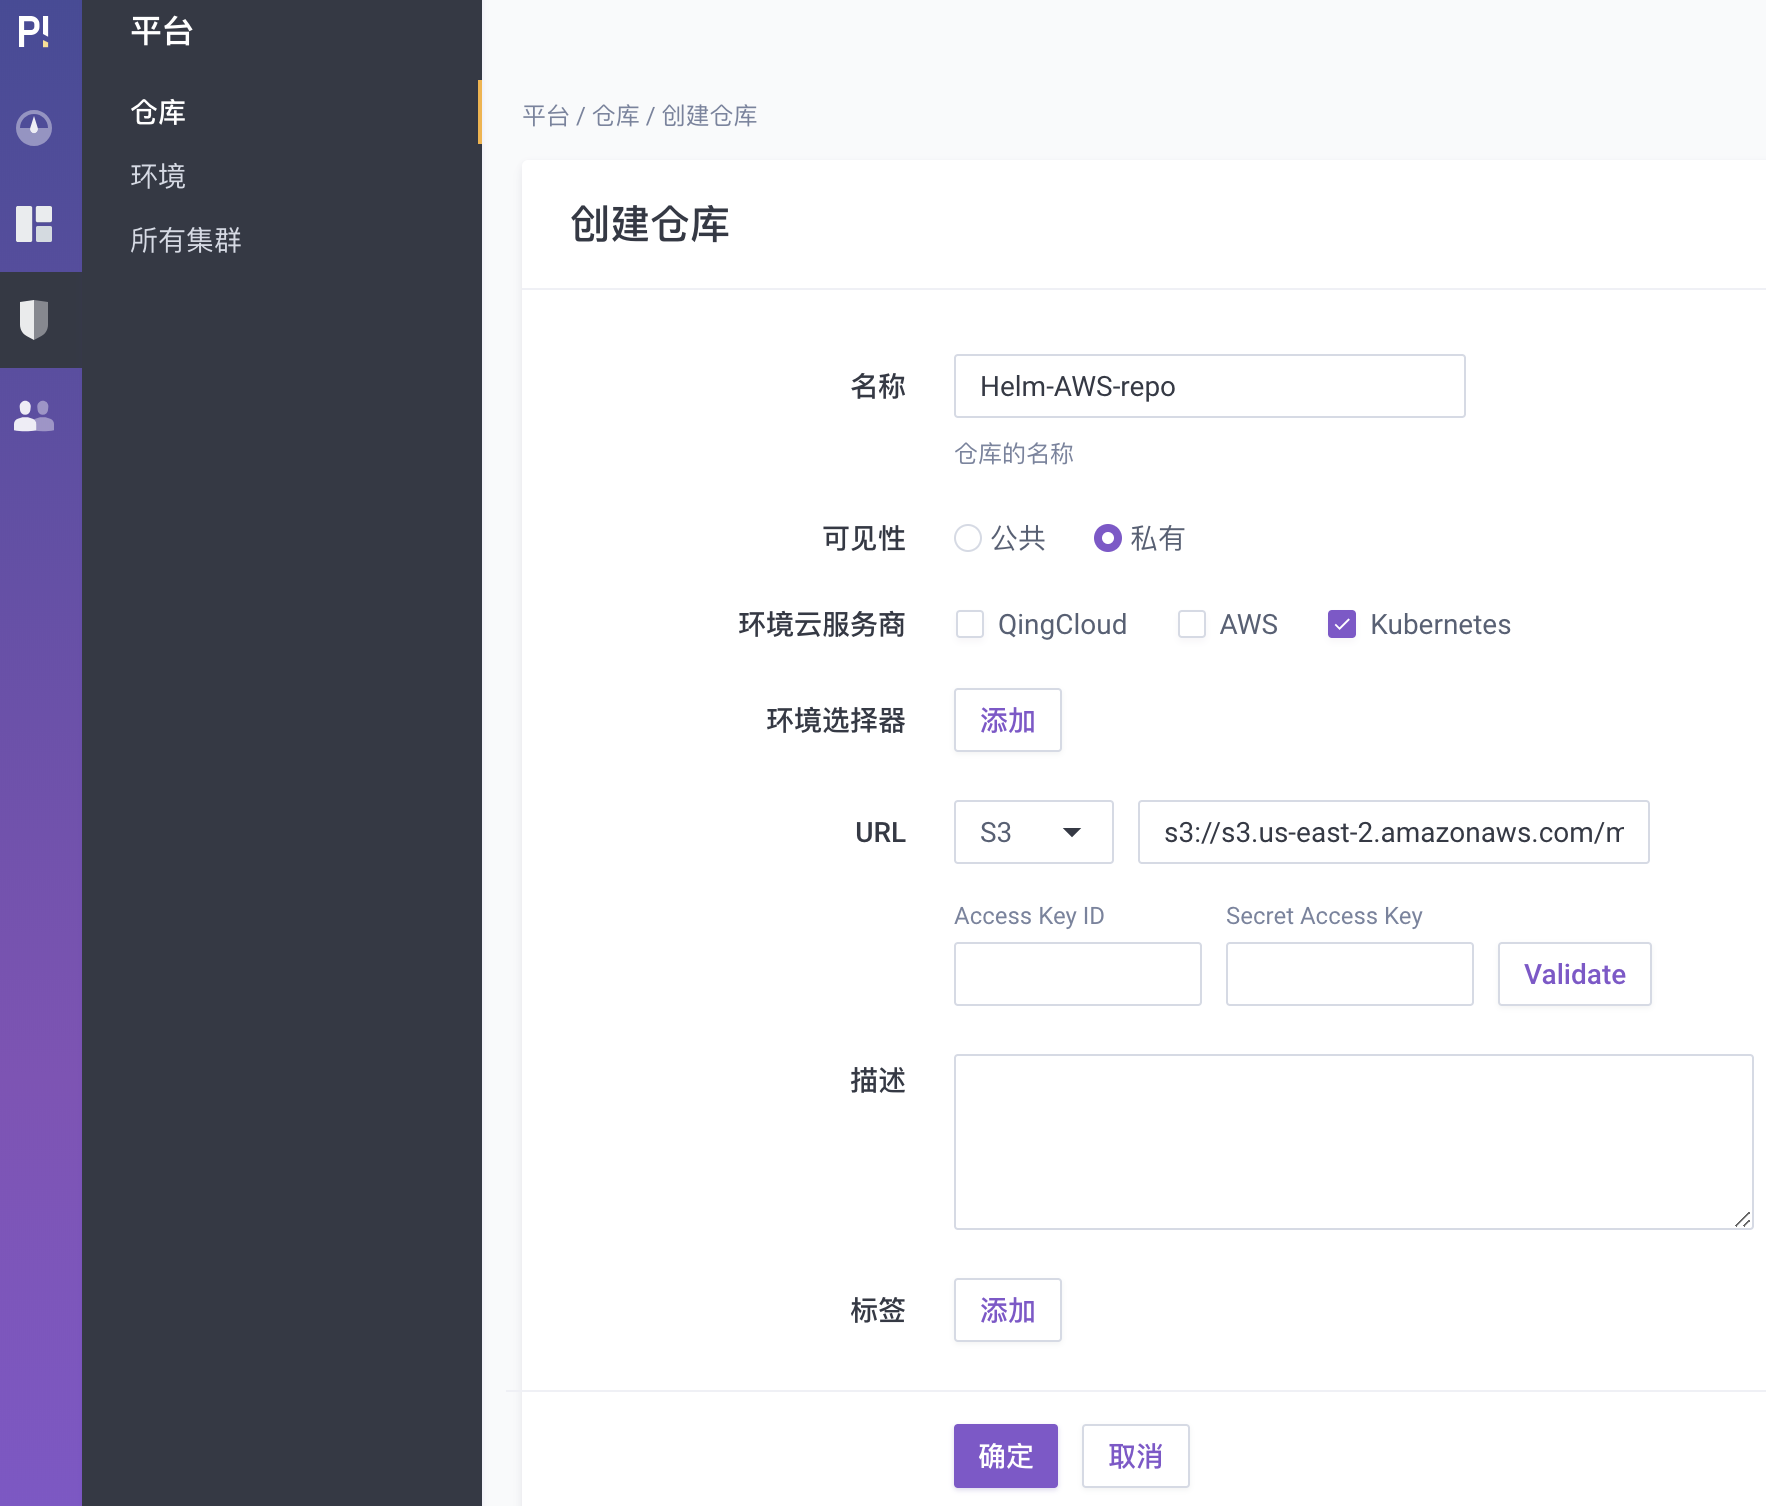 P!
平台
仓库
环境
所有集群
平台 / 仓库 / 创建仓库
创建仓库
名称 Helm-AWS-repo
仓库的名称
可见性 公共 私有
环境云服务商 QingCloud AWS Kubernetes
环境选择器 添加
URL S3 s3://s3.us-east-2.amazonaws.com/m
Access Key ID Secret Access Key
Validate
描述
标签 添加
确定 取消